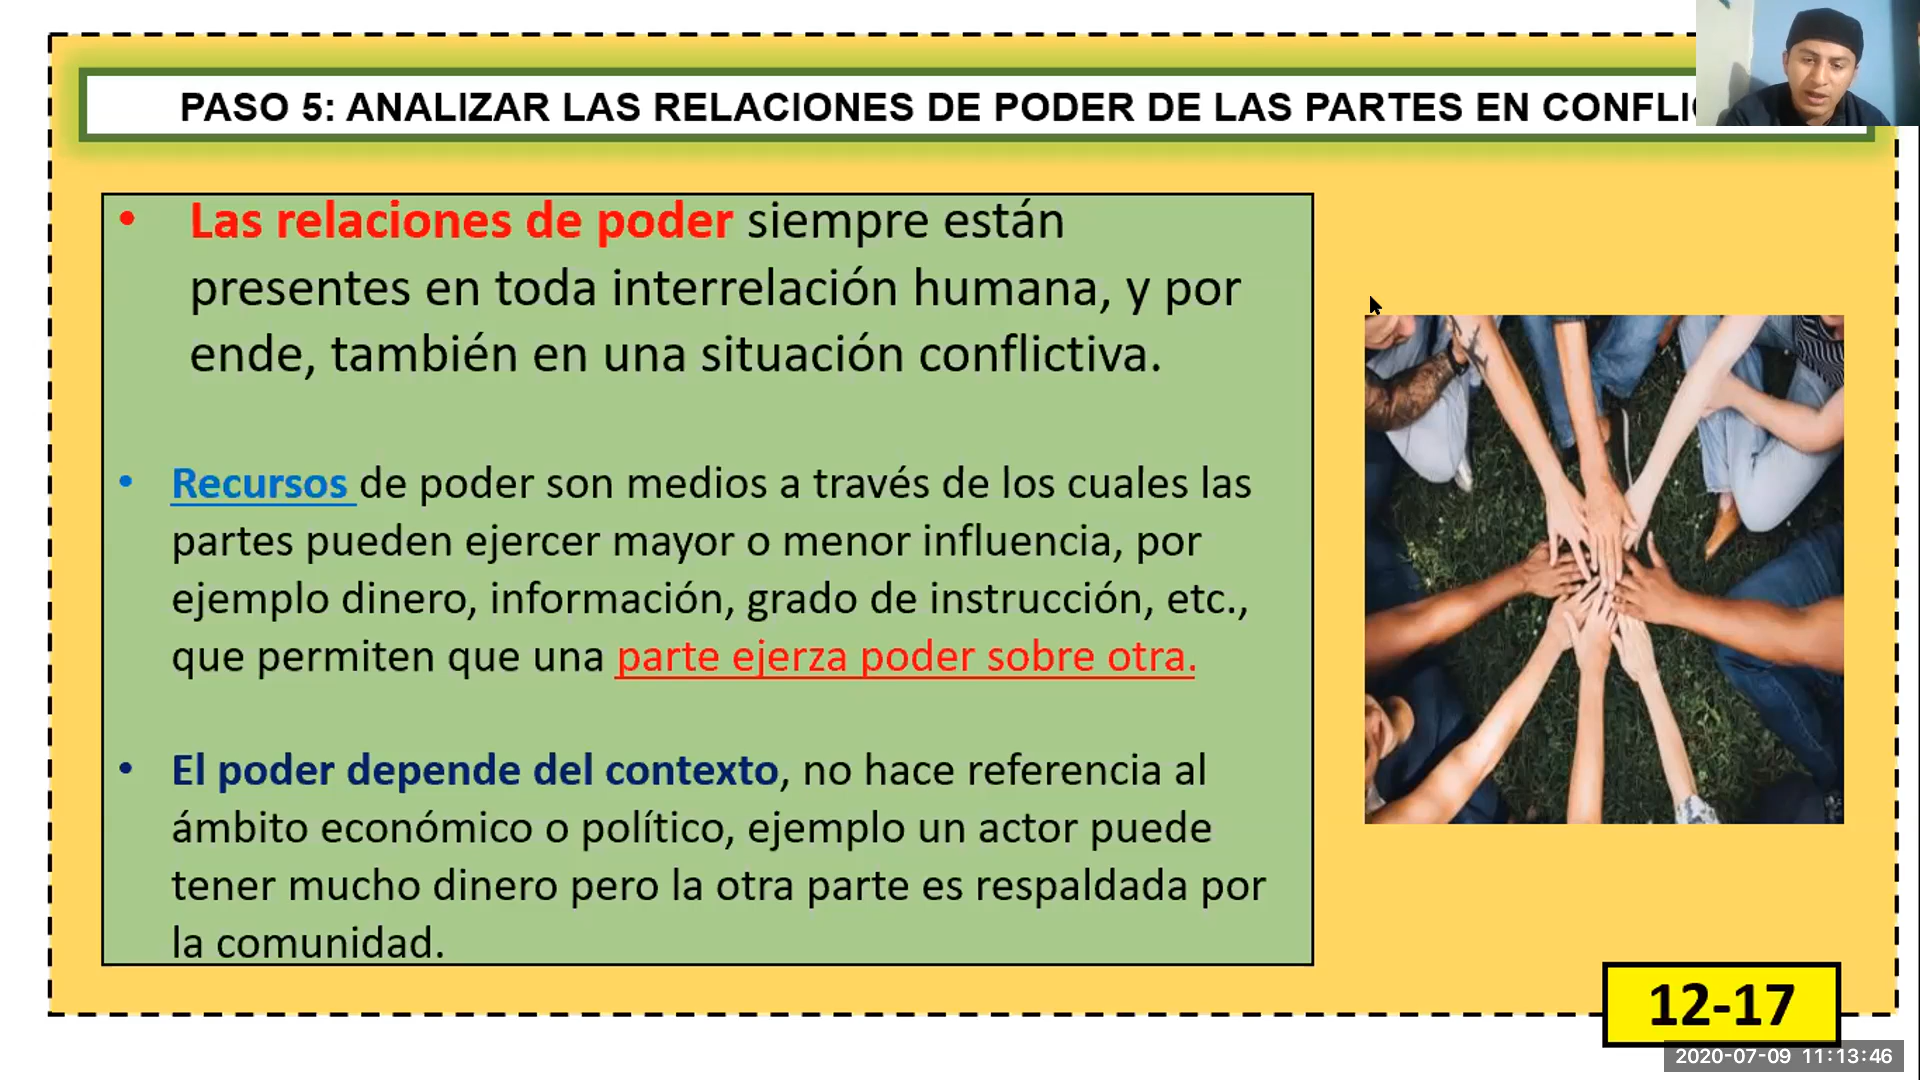 PASO 5: ANALIZAR LAS RELACIONES DE PODER DE LAS PARTES EN
• Las relaciones de poder siempre están
presentes en toda interrelación humana, y por
ende, también en una situación conflictiva.
• Recursos de poder son medios a través de los cuales las
partes pueden ejercer mayor o menor influencia, por
ejemplo dinero, información, grado de instrucción, etc.,
que permiten que una parte ejerza poder sobre otra.
• El poder depende del contexto, no hace referencia al
ámbito económico o político, ejemplo un actor puede
tener mucho dinero pero la otra parte es respaldada por
la comunidad.
12-17
2020-07-09 11:13:46